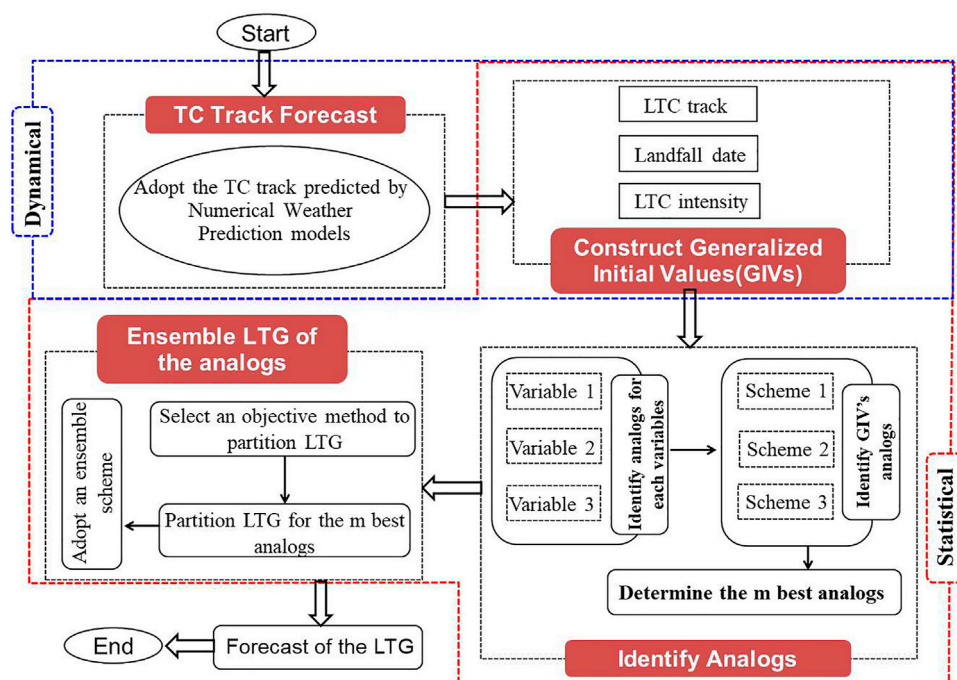 Start
Dynamical
TC Track Forecast
Adopt the TC track predicted by
Numerical Weather
Prediction models
LTC track
Landfall date
LTC intensity
Construct Generalized
Initial Values(GIVs)
Ensemble LTG of
the analogs
Adopt an ensemble
scheme
Select an objective method to
partition LTG
Partition LTG for the m best
analogs
Variable 1
Variable 2
Variable 3
Identify analogs for
each variables
Scheme 1
Scheme 2
Scheme 3
Identify GIV's
analogs
Determine the m best analogs
Identify Analogs
Statistical
Forecast of the LTG
End